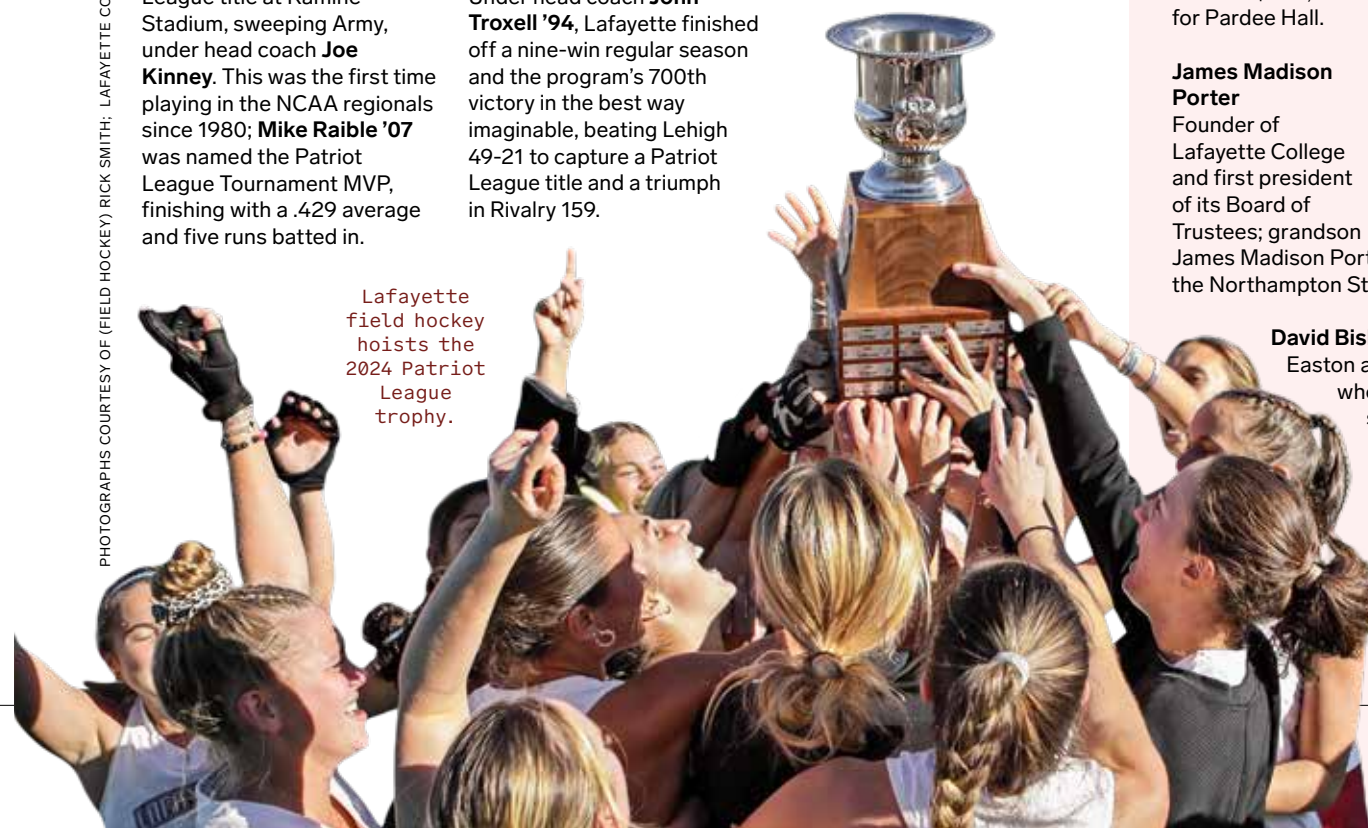 League title at Kamine
Stadium, sweeping Army,
under head coach Joe
Kinney. This was the first time
playing in the NCAA regionals
since 1980; Mike Raible ’07
was named the Patriot
League Tournament MVP,
finishing with a .429 average
and five runs batted in.
Under head coach John
Troxell ’94, Lafayette finished
off a nine-win regular season
and the program’s 700th
victory in the best way
imaginable, beating Lehigh
49-21 to capture a Patriot
League title and a triumph
in Rivalry 159.
Lafayette
field hockey
hoists the
2024 Patriot
League
trophy.
PHOTOGRAPHS COURTESY OF (FIELD HOCKEY) RICK SMITH; LAFAYETTE
for Pardee Hall.
James Madison
Porter
Founder of
Lafayette College
and first president
of its Board of
Trustees; grandson
James Madison
the Northampton
David
Easton